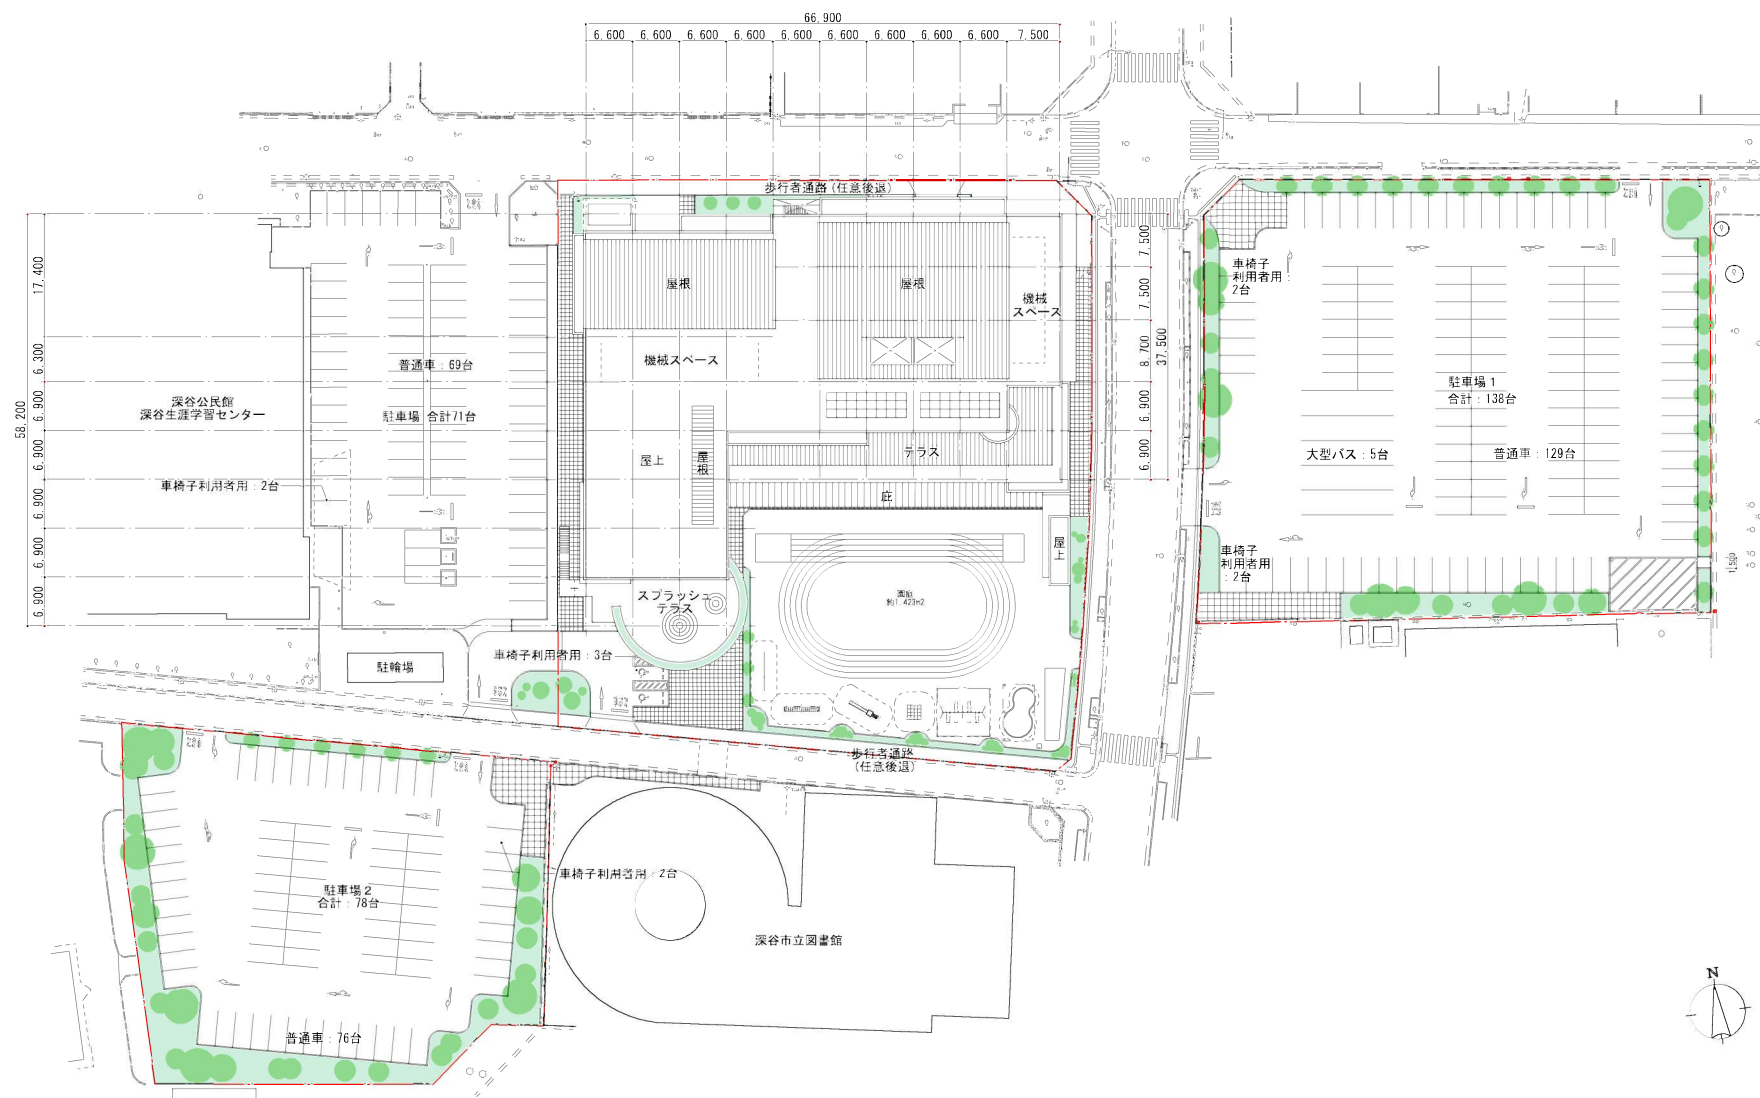 66,900
6,600 6,600 6,600 6,600 6,600 6,600 6,600 6,600 6,600 7,500
歩行者通路(任意後退)
58,200
17,400
6,300
6,900
6,900
6,900
6,900
6,900
37,500
7,500
7,500
8,700
6,900
6,900
屋根
屋根
機械
スペース
機械スペース
屋上
屋根
テラス
庇
屋上
スプラッシュ
テラス
園庭
約1,423m2
深谷公民館
深谷生涯学習センター
普通車:69台
駐車場 合計71台
車椅子利用者用:2台
駐輪場
車椅子利用者用:3台
歩行者通路
(任意後退)
車椅子
利用者用:
2台
駐車場1
合計:138台
大型バス:5台
普通車:129台
車椅子
利用者用
:2台
1,500
車椅子利用者用:2台
駐車場2
合計:78台
普通車:76台
深谷市立図書館
N